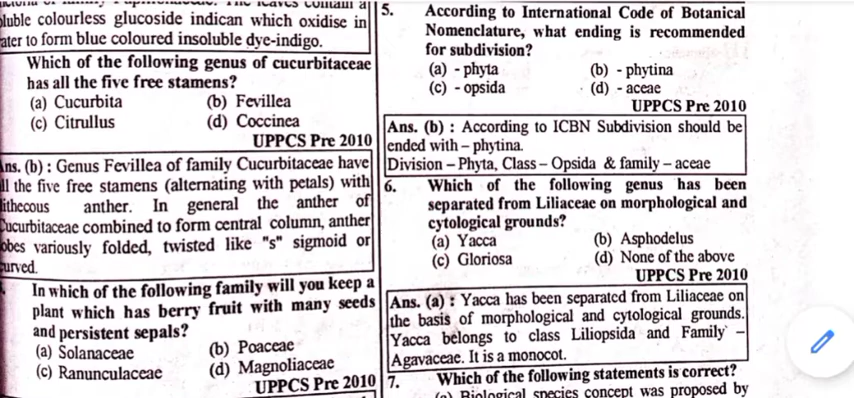 luble colourless glucoside indican which oxidise in
ater to form blue coloured insoluble dye-indigo.
Which of the following genus of cucurbitaceae
has all the five free stamens?
(a) Cucurbita (b) Fevillea
(c) Citrullus (d) Coccinea
UPPCS Pre 2010
ns. (b) : Genus Fevillea of family Cucurbitaceae have
ll the five free stamens (alternating with petals) with
ithecous anther. In general the anther of
Cucurbitaceae combined to form central column, anther
obes variously folded, twisted like "s" sigmoid or
urved.
In which of the following family will you keep a
plant which has berry fruit with many seeds
and persistent sepals?
(a) Solanaceae (b) Poaceae
(c) Ranunculaceae (d) Magnoliaceae
UPPCS Pre 2010
5. According to International Code of Botanical
Nomenclature, what ending is recommended
for subdivision?
(a) - phyta (b) - phytina
(c) - opsida (d) - aceae
UPPCS Pre 2010
Ans. (b) : According to ICBN Subdivision should be
ended with – phytina.
Division – Phyta, Class – Opsida & family – aceae
6. Which of the following genus has been
separated from Liliaceae on morphological and
cytological grounds?
(a) Yacca (b) Asphodelus
(c) Gloriosa (d) None of the above
UPPCS Pre 2010
Ans. (a) : Yacca has been separated from Liliaceae on
the basis of morphological and cytological grounds.
Yacca belongs to class Liliopsida and Family –
Agavaceae. It is a monocot.
7. Which of the following statements is correct?
(a) Biological species concept was proposed by